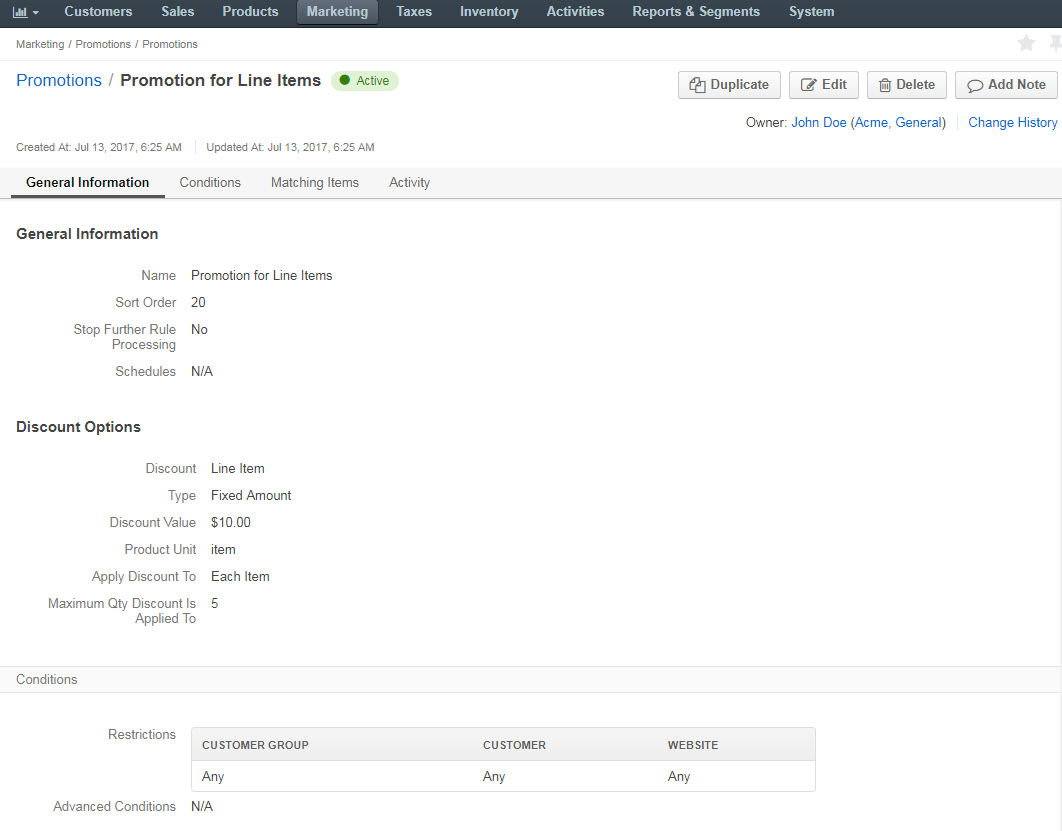 Customers Sales Products Marketing Taxes Inventory Activities Reports & Segments System
Marketing / Promotions / Promotions
Promotions / Promotion for Line Items Active
Duplicate Edit Delete Add Note
Owner: John Doe (Acme, General) Change History
Created At: Jul 13, 2017, 6:25 AM Updated At: Jul 13, 2017, 6:25 AM
General Information Conditions Matching Items Activity
General Information
Name Promotion for Line Items
Sort Order 20
Stop Further Rule No
Processing
Schedules N/A
Discount Options
Discount Line Item
Type Fixed Amount
Discount Value $10.00
Product Unit item
Apply Discount To Each Item
Maximum Qty Discount Is 5
Applied To
Conditions
Restrictions
CUSTOMER GROUP CUSTOMER WEBSITE
Any Any Any
Advanced Conditions N/A